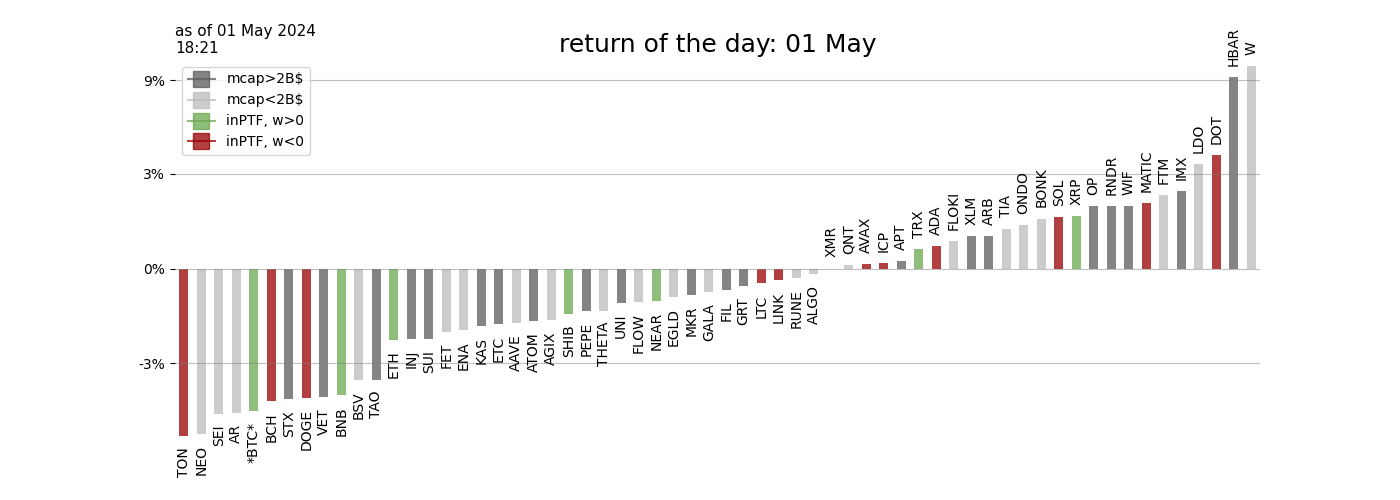 as of 01 May 2024
18:21
return of the day: 01 May
mcap>2B$
mcap<2B$
inPTF, w>0
inPTF, w<0
9%
3%
0%
-3%
TON
NEO
SEI
AR
*BTC*
BCH
STX
DOGE
VET
BNB
BSV
TAO
ETH
INJ
SUI
FET
ENA
KAS
ETC
AAVE
ATOM
AGIX
SHIB
PEPE
THETA
UNI
FLOW
NEAR
EGLD
MKR
GALA
FIL
GRT
LTC
LINK
RUNE
ALGO
XMR
QNT
AVAX
ICP
APT
TRX
ADA
FLOKI
XLM
ARB
TIA
ONDO
BONK
SOL
XRP
OP
RNDR
WIF
MATIC
FTM
IMX
LDO
DOT
HBAR
W